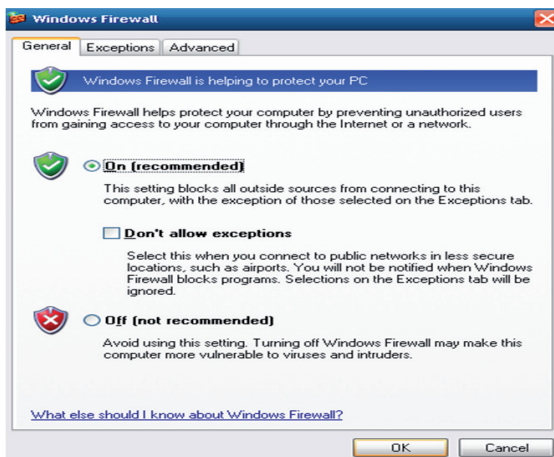 Windows Firewall
General Exceptions Advanced
Windows Firewall is helping to protect your PC
Windows Firewall helps protect your computer by preventing unauthorized users
from gaining access to your computer through the Internet or a network.
On (recommended)
This setting blocks all outside sources from connecting to this
computer, with the exception of those selected on the Exceptions tab.
Don't allow exceptions
Select this when you connect to public networks in less secure
locations, such as airports. You will not be notified when Windows
Firewall blocks programs. Selections on the Exceptions tab will be
ignored.
Off (not recommended)
Avoid using this setting. Turning off Windows Firewall may make this
computer more vulnerable to viruses and intruders.
What else should I know about Windows Firewall?
OK Cancel